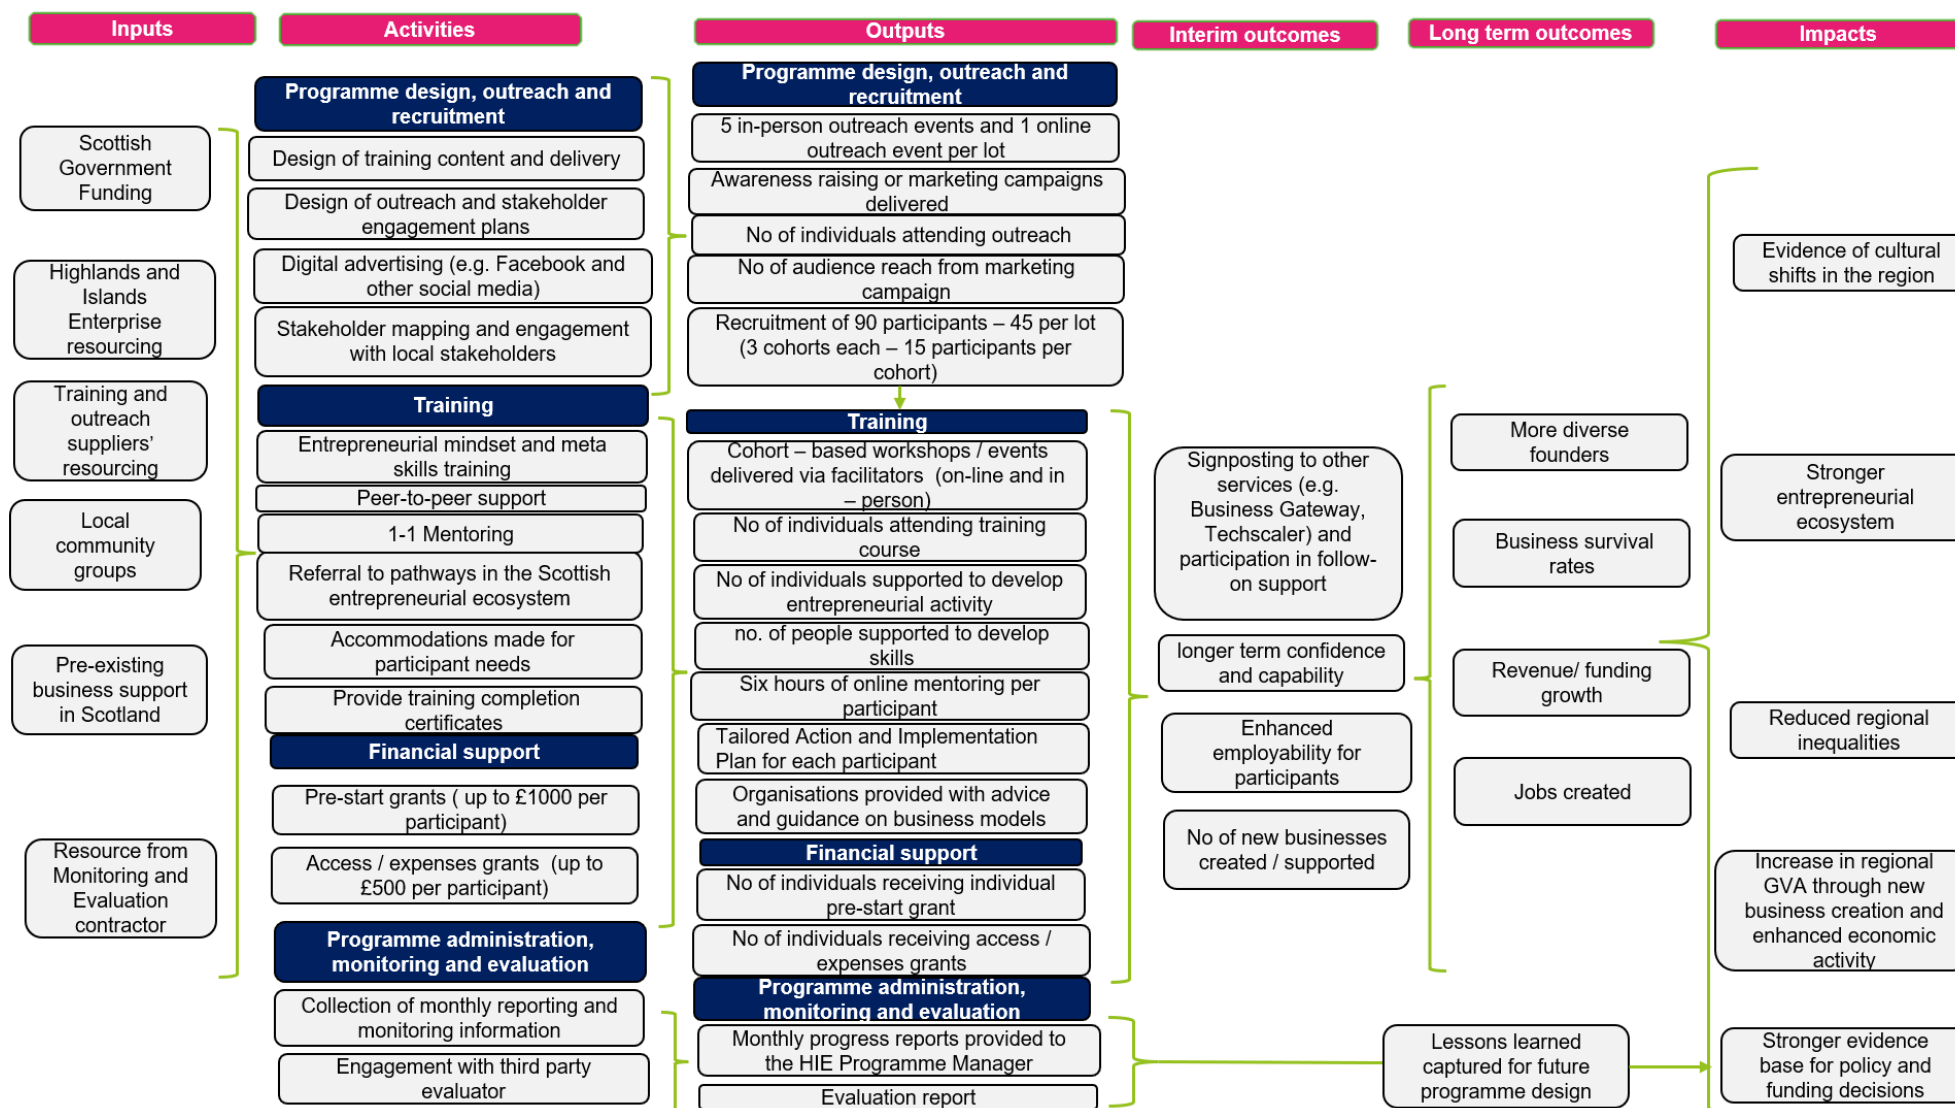 Inputs
Activities
Outputs
Interim outcomes
Long term outcomes
Impacts
Scottish
Government
Funding
Highlands and
Islands
Enterprise
resourcing
Training and
outreach
suppliers'
resourcing
Local
community
groups
Pre-existing
business support
in Scotland
Resource from
Monitoring and
Evaluation
contractor
Programme design, outreach and
recruitment
Design of training content and delivery
Design of outreach and stakeholder
engagement plans
Digital advertising (e.g. Facebook and
other social media)
Stakeholder mapping and engagement
with local stakeholders
Training
Entrepreneurial mindset and meta
skills training
Peer-to-peer support
1-1 Mentoring
Referral to pathways in the Scottish
entrepreneurial ecosystem
Accommodations made for
participant needs
Provide training completion
certificates
Financial support
Pre-start grants ( up to £1000 per
participant)
Access / expenses grants  (up to
£500 per participant)
Programme administration,
monitoring and evaluation
Collection of monthly reporting and
monitoring information
Engagement with third party
evaluator
Programme design, outreach and
recruitment
5 in-person outreach events and 1 online
outreach event per lot
Awareness raising or marketing campaigns
delivered
No of individuals attending outreach
No of audience reach from marketing
campaign
Recruitment of 90 participants – 45 per lot
(3 cohorts each – 15 participants per
cohort)
Training
Cohort – based workshops / events
delivered via facilitators  (on-line and in
– person)
No of individuals attending training
course
No of individuals supported to develop
entrepreneurial activity
no. of people supported to develop
skills
Six hours of online mentoring per
participant
Tailored Action and Implementation
Plan for each participant
Organisations provided with advice
and guidance on business models
Financial support
No of individuals receiving individual
pre-start grant
No of individuals receiving access /
expenses grants
Programme administration,
monitoring and evaluation
Monthly progress reports provided to
the HIE Programme Manager
Evaluation report
Signposting to other
services (e.g.
Business Gateway,
Techscaler) and
participation in follow-
on support
longer term confidence
and capability
Enhanced
employability for
participants
No of new businesses
created / supported
More diverse
founders
Business survival
rates
Revenue/ funding
growth
Jobs created
Lessons learned
captured for future
programme design
Evidence of cultural
shifts in the region
Stronger
entrepreneurial
ecosystem
Reduced regional
inequalities
Increase in regional
GVA through new
business creation and
enhanced economic
activity
Stronger evidence
base for policy and
funding decisions